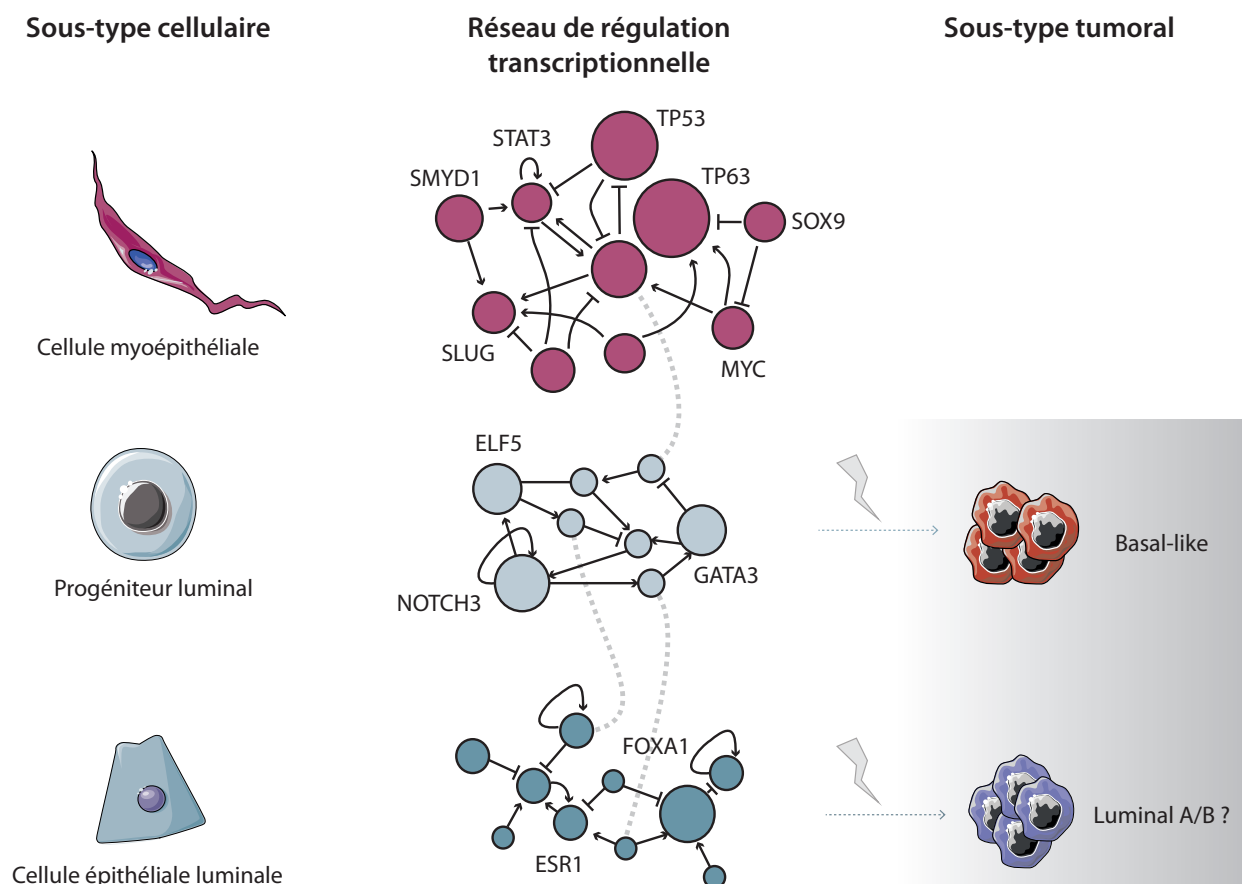 Sous-type cellulaire
Réseau de régulation
transcriptionnelle
Sous-type tumoral
TP53
STAT3
TP63
SMYD1
SOX9
SLUG
MYC
Cellule myoépithéliale
ELF5
GATA3
NOTCH3
Progéniteur luminal
Basal-like
FOXA1
ESR1
Luminal A/B ?
Cellule épithéliale luminale